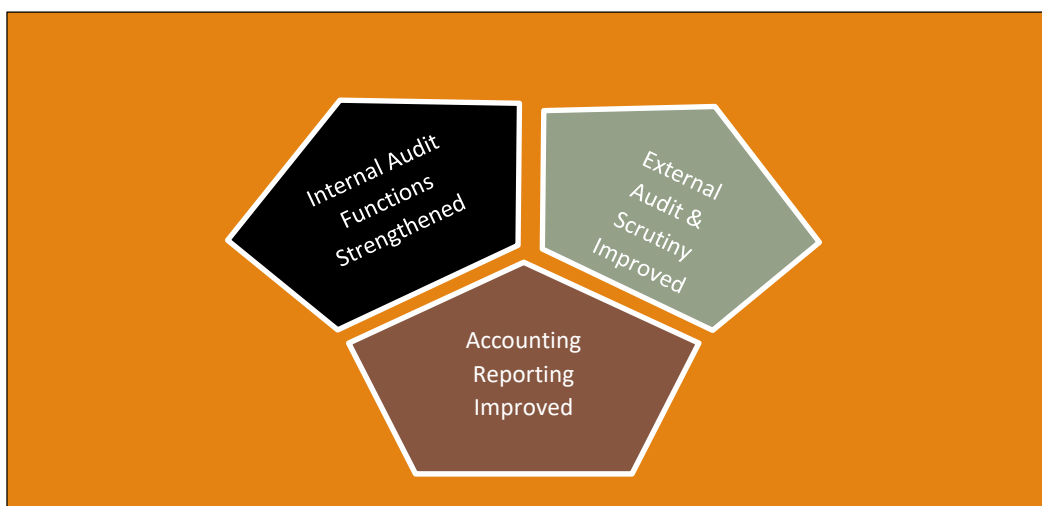 Internal Audit
Functions
Strengthened
External
Audit &
Scrutiny
Improved
Accounting
Reporting
Improved